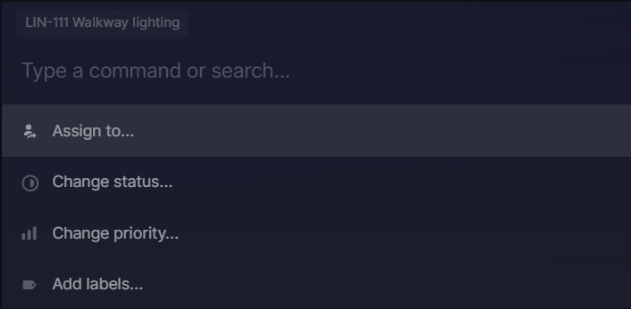 LIN-111 Walkway lighting
Type a command or search...
Assign to...
Change status...
Change priority...
Add labels...